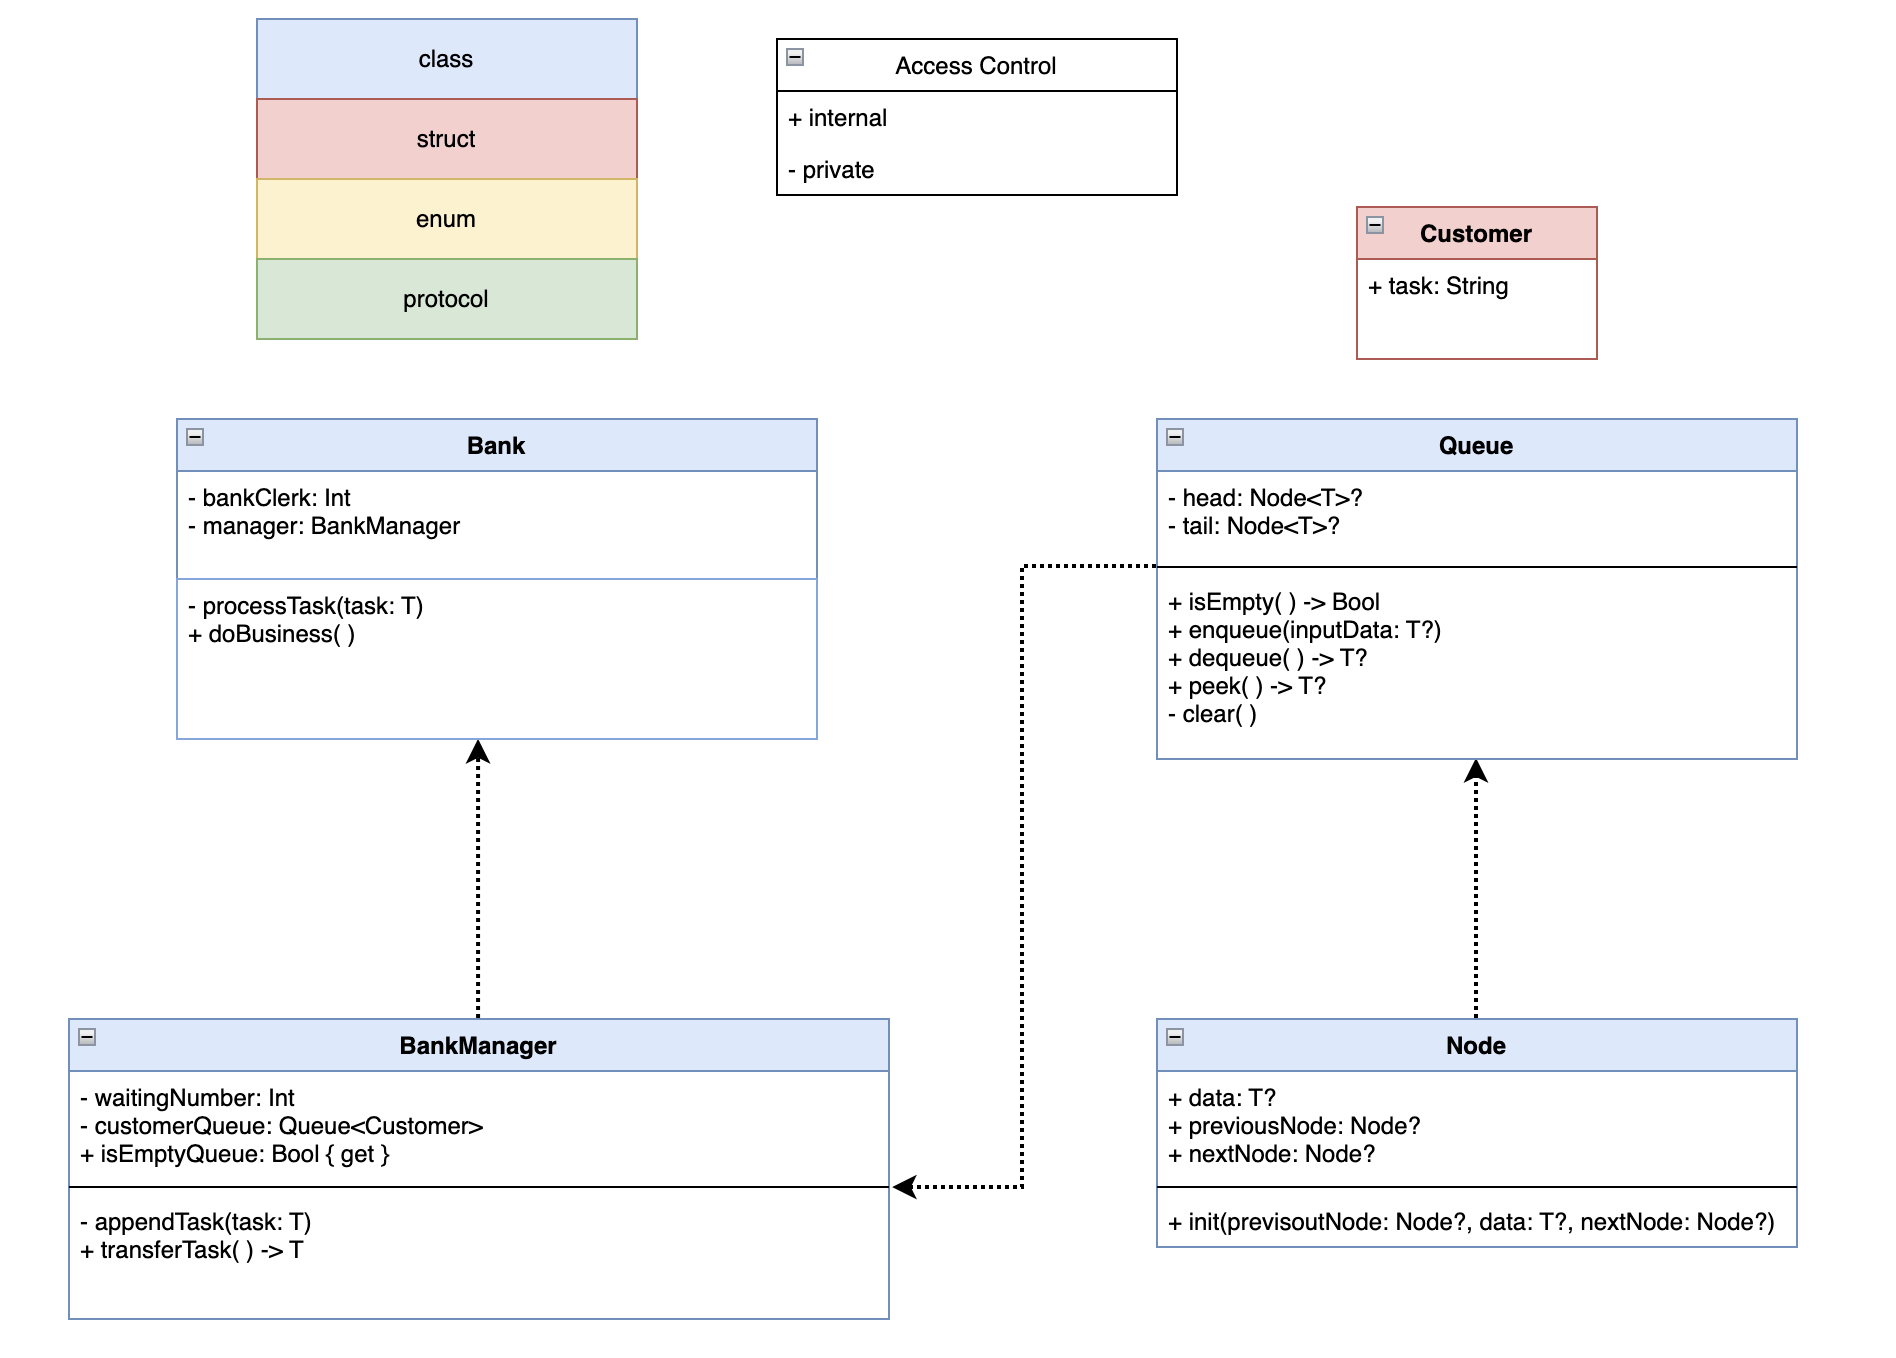 class
struct
enum
protocol
Access Control
+ internal
- private
Customer
+ task: String
Bank
- bankClerk: Int
- manager: BankManager
- processTask(task: T)
+ doBusiness( )
Queue
- head: Node<T>?
- tail: Node<T>?
+ isEmpty( ) -> Bool
+ enqueue(inputData: T?)
+ dequeue( ) -> T?
+ peek( ) -> T?
- clear( )
BankManager
- waitingNumber: Int
- customerQueue: Queue<Customer>
+ isEmptyQueue: Bool { get }
- appendTask(task: T)
+ transferTask( ) -> T
Node
+ data: T?
+ previousNode: Node?
+ nextNode: Node?
+ init(previsoutNode: Node?, data: T?, nextNode: Node?)